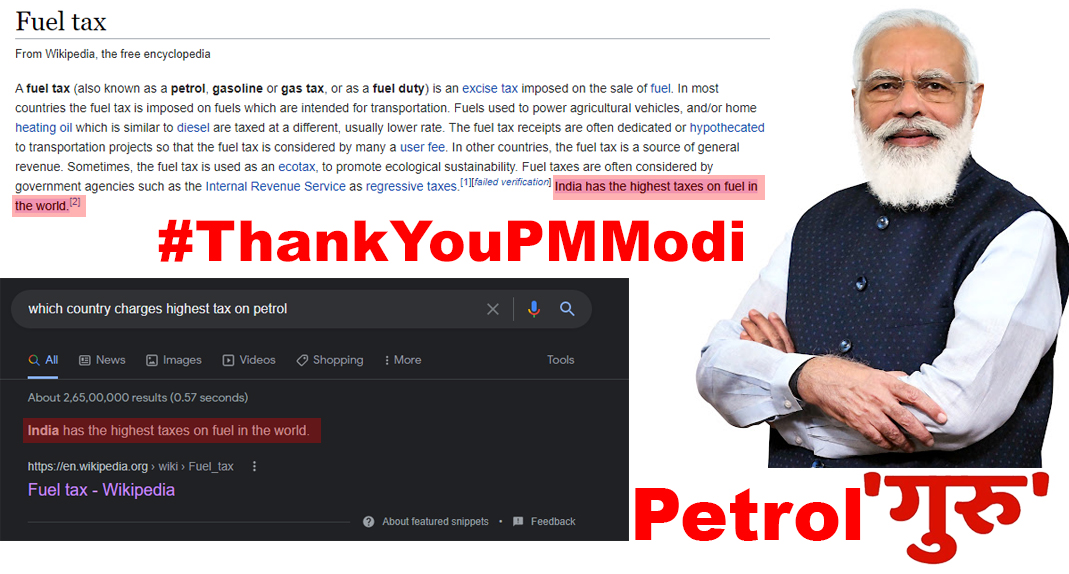 Fuel tax
From Wikipedia, the free encyclopedia
A fuel tax (also known as a petrol, gasoline or gas tax, or as a fuel duty) is an excise tax imposed on the sale of fuel. In most
countries the fuel tax is imposed on fuels which are intended for transportation. Fuels used to power agricultural vehicles, and/or home
heating oil which is similar to diesel are taxed at a different, usually lower rate. The fuel tax receipts are often dedicated or hypothecated
to transportation projects so that the fuel tax is considered by many a user fee. In other countries, the fuel tax is a source of general
revenue. Sometimes, the fuel tax is used as an ecotax, to promote ecological sustainability. Fuel taxes are often considered by
government agencies such as the Internal Revenue Service as regressive taxes.[1][failed verification] India has the highest taxes on fuel in
the world.[2]
#ThankYouPMModi
which country charges highest tax on petrol
All News Images Videos Shopping More Tools
About 2,65,00,000 results (0.57 seconds)
India has the highest taxes on fuel in the world.
https://en.wikipedia.org › wiki › Fuel_tax
Fuel tax - Wikipedia
About featured snippets • Feedback
Petrol'गुरु'